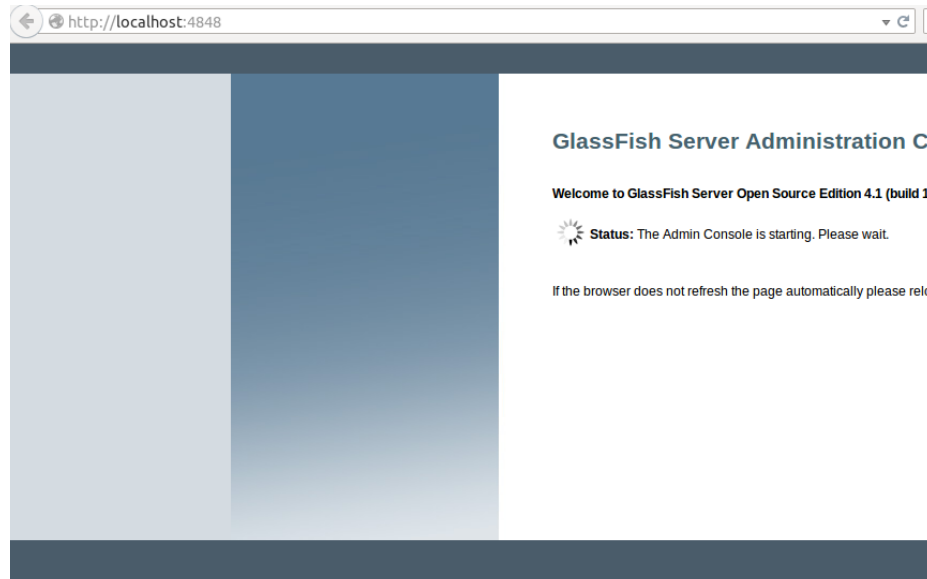 http://localhost:4848
GlassFish Server Administration C
Welcome to GlassFish Server Open Source Edition 4.1 (build 1
Status: The Admin Console is starting. Please wait.
If the browser does not refresh the page automatically please relo